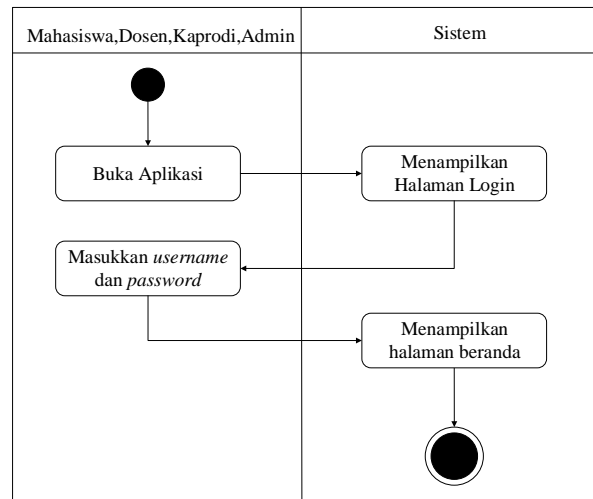 Mahasiswa,Dosen,Kaprodi,Admin
Sistem
Buka Aplikasi
Menampilkan
Halaman Login
Masukkan username
dan password
Menampilkan
halaman beranda